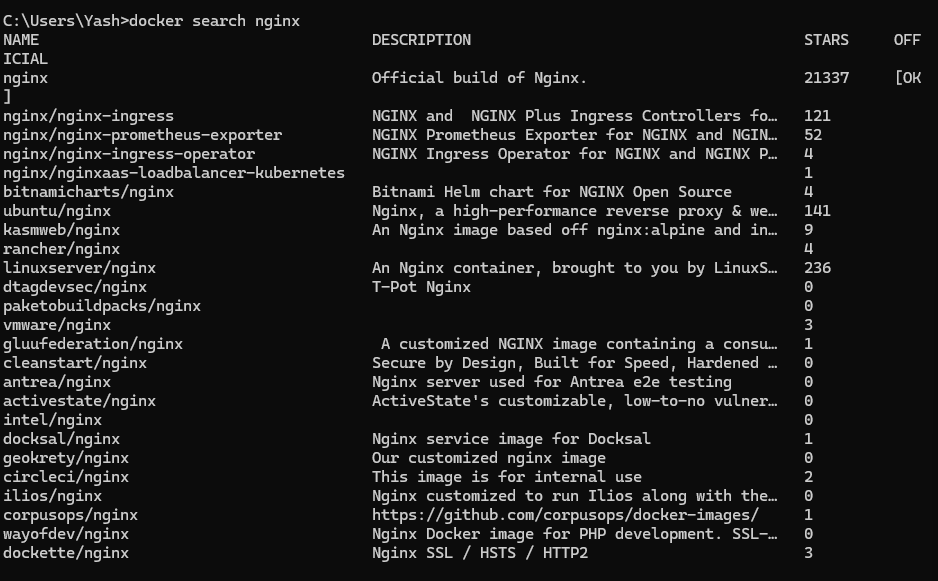 C:\Users\Yash>docker search nginx
NAME                                     DESCRIPTION                                     STARS     OFF
ICIAL
nginx                                    Official build of Nginx.                        21337     [OK
]
nginx/nginx-ingress                      NGINX and  NGINX Plus Ingress Controllers fo…   121
nginx/nginx-prometheus-exporter          NGINX Prometheus Exporter for NGINX and NGIN…   52
nginx/nginx-ingress-operator             NGINX Ingress Operator for NGINX and NGINX P…   4
nginx/nginxaas-loadbalancer-kubernetes                                                   1
bitnamicharts/nginx                      Bitnami Helm chart for NGINX Open Source        4
ubuntu/nginx                             Nginx, a high-performance reverse proxy & we…   141
kasmweb/nginx                            An Nginx image based off nginx:alpine and in…   9
rancher/nginx                                                                            4
linuxserver/nginx                        An Nginx container, brought to you by LinuxS…   236
dtagdevsec/nginx                         T-Pot Nginx                                     0
paketobuildpacks/nginx                                                                   0
vmware/nginx                                                                             3
gluufederation/nginx                      A customized NGINX image containing a consu…   1
cleanstart/nginx                         Secure by Design, Built for Speed, Hardened …   0
antrea/nginx                             Nginx server used for Antrea e2e testing        0
activestate/nginx                        ActiveState's customizable, low-to-no vulner…   0
intel/nginx                                                                              0
docksal/nginx                            Nginx service image for Docksal                 1
geokrety/nginx                           Our customized nginx image                      0
circleci/nginx                           This image is for internal use                  2
ilios/nginx                              Nginx customized to run Ilios along with the…   0
corpusops/nginx                          https://github.com/corpusops/docker-images/     1
wayofdev/nginx                           Nginx Docker image for PHP development. SSL-…   0
dockette/nginx                           Nginx SSL / HSTS / HTTP2                        3